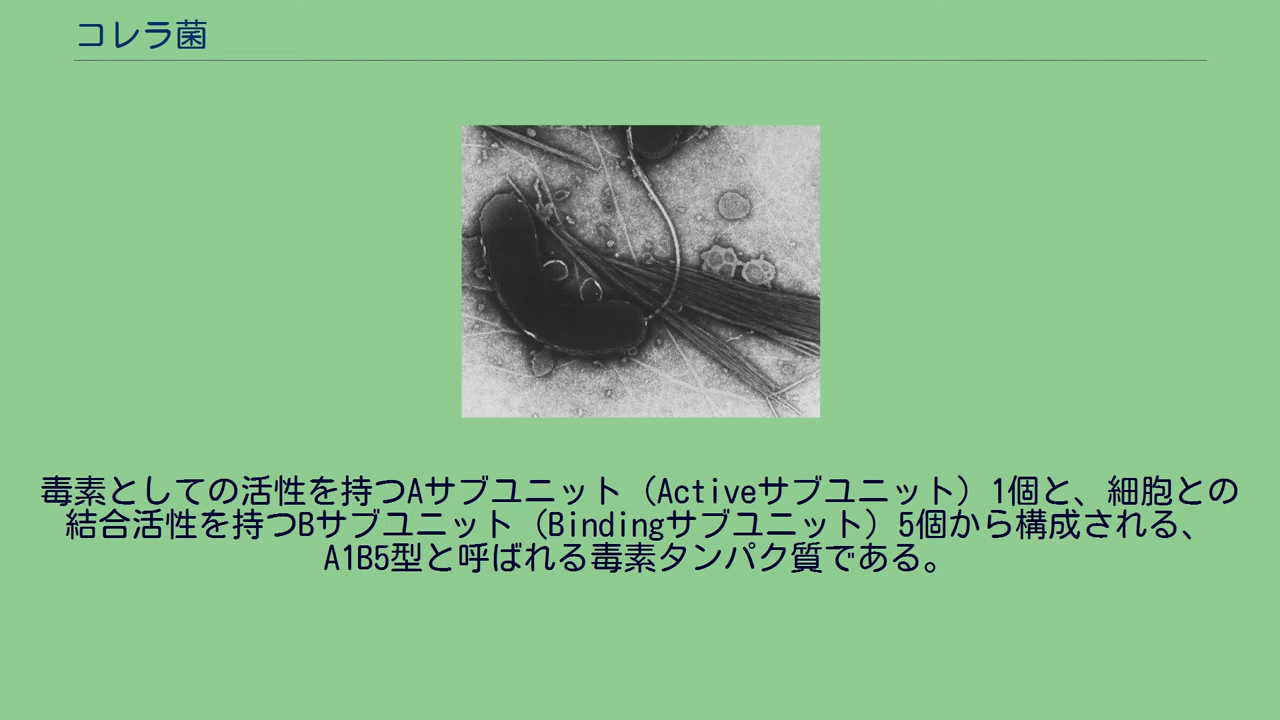 コレラ菌
毒素としての活性を持つAサブユニット（Activeサブユニット）1個と、細胞との
結合活性を持つBサブユニット（Bindingサブユニット）5個から構成される、
A1B5型と呼ばれる毒素タンパク質である。